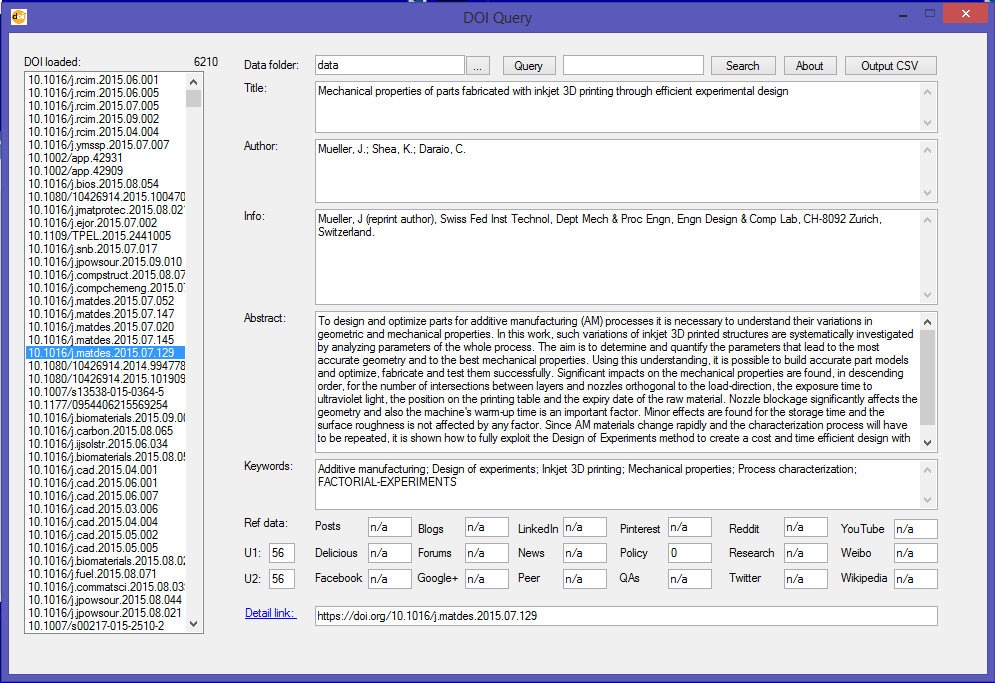 DOI Query
DOI loaded: 6210
10.1016/j.rcim.2015.06.001
10.1016/j.rcim.2015.06.005
10.1016/j.rcim.2015.07.005
10.1016/j.rcim.2015.09.002
10.1016/j.rcim.2015.04.004
10.1016/j.ymssp.2015.07.007
10.1002/app.42931
10.1002/app.42909
10.1016/j.bios.2015.08.054
10.1080/10426914.2015.100470
10.1016/j.jmatprotec.2015.08.02
10.1016/j.ejor.2015.07.002
10.1109/TPEL.2015.2441005
10.1016/j.snb.2015.07.017
10.1016/j.jpowsour.2015.09.010
10.1016/j.compstruct.2015.08.07
10.1016/j.compchemeng.2015.07
10.1016/j.matdes.2015.07.052
10.1016/j.matdes.2015.07.147
10.1016/j.matdes.2015.07.020
10.1016/j.matdes.2015.07.145
10.1016/j.matdes.2015.07.129
10.1080/10426914.2014.994778
10.1080/10426914.2015.101909
10.1007/s13538-015-0364-5
10.1177/0954406215569254
10.1016/j.biomaterials.2015.09.00
10.1016/j.carbon.2015.08.065
10.1016/j.ijsolstr.2015.06.034
10.1016/j.biomaterials.2015.08.05
10.1016/j.cad.2015.04.001
10.1016/j.cad.2015.06.001
10.1016/j.cad.2015.06.007
10.1016/j.cad.2015.03.006
10.1016/j.cad.2015.04.004
10.1016/j.cad.2015.05.002
10.1016/j.cad.2015.05.005
10.1016/j.biomaterials.2015.08.02
10.1016/j.fuel.2015.08.071
10.1016/j.commatsci.2015.08.03
10.1016/j.jpowsour.2015.08.044
10.1016/j.jpowsour.2015.08.021
10.1007/s00217-015-2510-2
Data folder: data ... Query Search About Output CSV
Title: Mechanical properties of parts fabricated with inkjet 3D printing through efficient experimental design
Author: Mueller, J.; Shea, K.; Daraio, C.
Info: Mueller, J (reprint author), Swiss Fed Inst Technol, Dept Mech & Proc Engn, Engn Design & Comp Lab, CH-8092 Zurich,
Switzerland.
Abstract: To design and optimize parts for additive manufacturing (AM) processes it is necessary to understand their variations in
geometric and mechanical properties. In this work, such variations of inkjet 3D printed structures are systematically investigated
by analyzing parameters of the whole process. The aim is to determine and quantify the parameters that lead to the most
accurate geometry and to the best mechanical properties. Using this understanding, it is possible to build accurate part models
and optimize, fabricate and test them successfully. Significant impacts on the mechanical properties are found, in descending
order, for the number of intersections between layers and nozzles orthogonal to the load-direction, the exposure time to
ultraviolet light, the position on the printing table and the expiry date of the raw material. Nozzle blockage significantly affects the
geometry and also the machine's warm-up time is an important factor. Minor effects are found for the storage time and the
surface roughness is not affected by any factor. Since AM materials change rapidly and the characterization process will have
to be repeated, it is shown how to fully exploit the Design of Experiments method to create a cost and time efficient design with
Keywords: Additive manufacturing; Design of experiments; Inkjet 3D printing; Mechanical properties; Process characterization;
FACTORIAL-EXPERIMENTS
Ref data: Posts n/a Blogs n/a LinkedIn n/a Pinterest n/a Reddit n/a YouTube n/a
U1: 56 Delicious n/a Forums n/a News n/a Policy 0 Research n/a Weibo n/a
U2: 56 Facebook n/a Google+ n/a Peer n/a QAs n/a Twitter n/a Wikipedia n/a
Detail link: https://doi.org/10.1016/j.matdes.2015.07.129